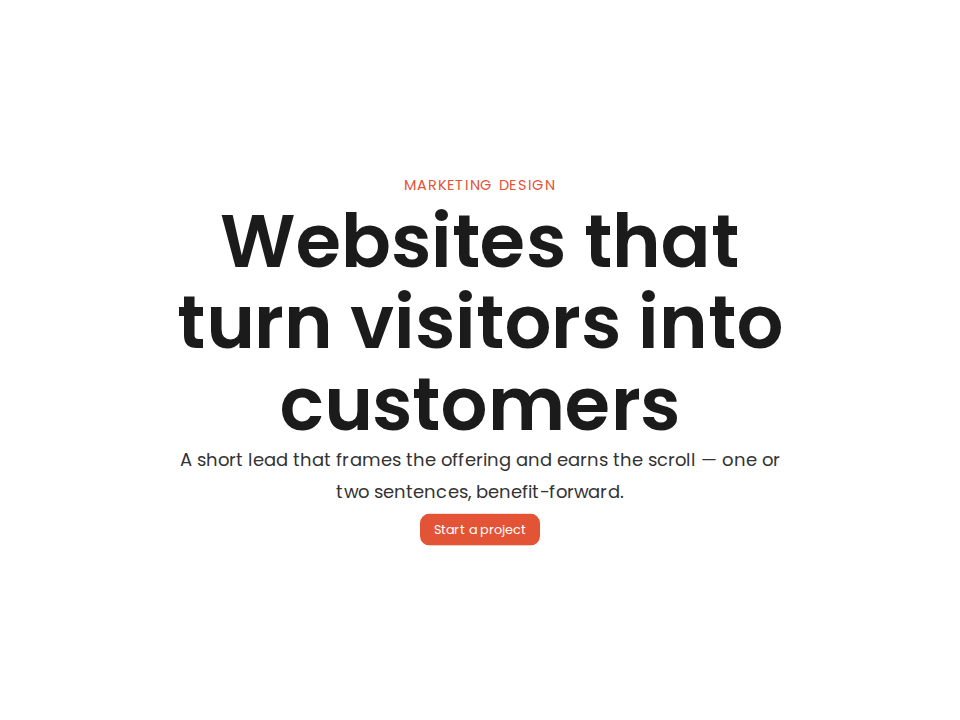 MARKETING DESIGN
Websites that
turn visitors into
customers
A short lead that frames the offering and earns the scroll — one or
two sentences, benefit-forward.
Start a project